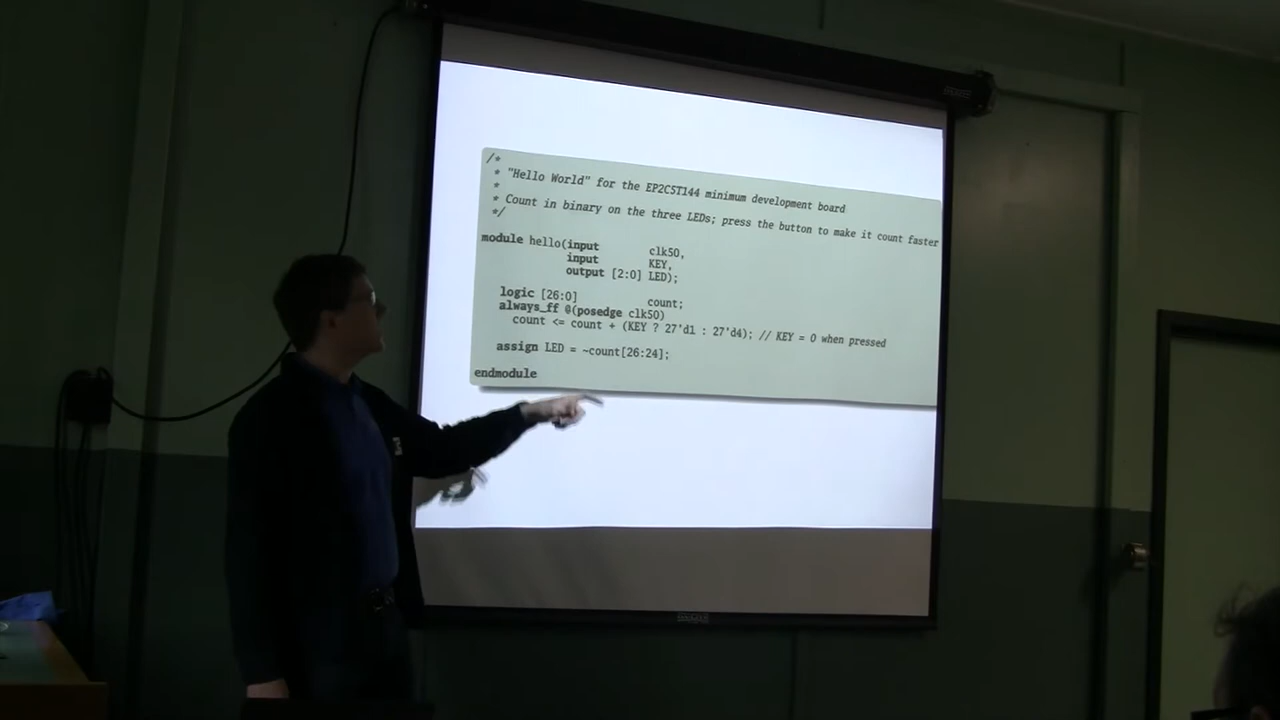 /*
* "Hello World" for the EP2C5T144 minimum development board
*
* Count in binary on the three LEDs; press the button to make it count faster
*/
module hello(input clk50,
input KEY,
output [2:0] LED);
logic [26:0] count;
always_ff @(posedge clk50)
count <= count + (KEY ? 27'd1 : 27'd4); // KEY = 0 when pressed
assign LED = ~count[26:24];
endmodule